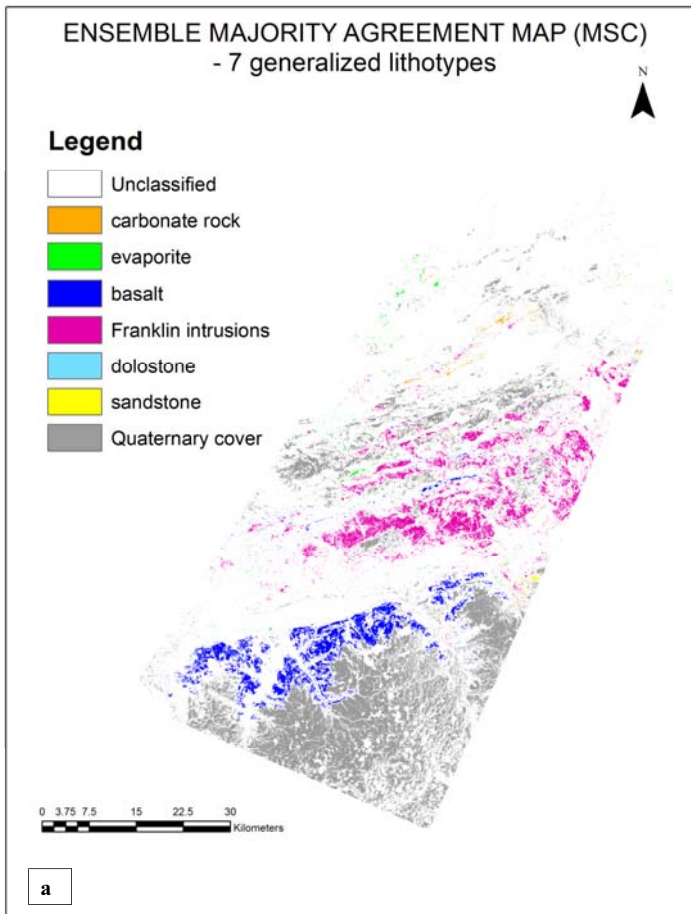 ENSEMBLE MAJORITY AGREEMENT MAP (MSC)
- 7 generalized lithotypes
N
Legend
Unclassified
carbonate rock
evaporite
basalt
Franklin intrusions
dolostone
sandstone
Quaternary cover
0 3.75 7.5 15 22.5 30
Kilometers
a